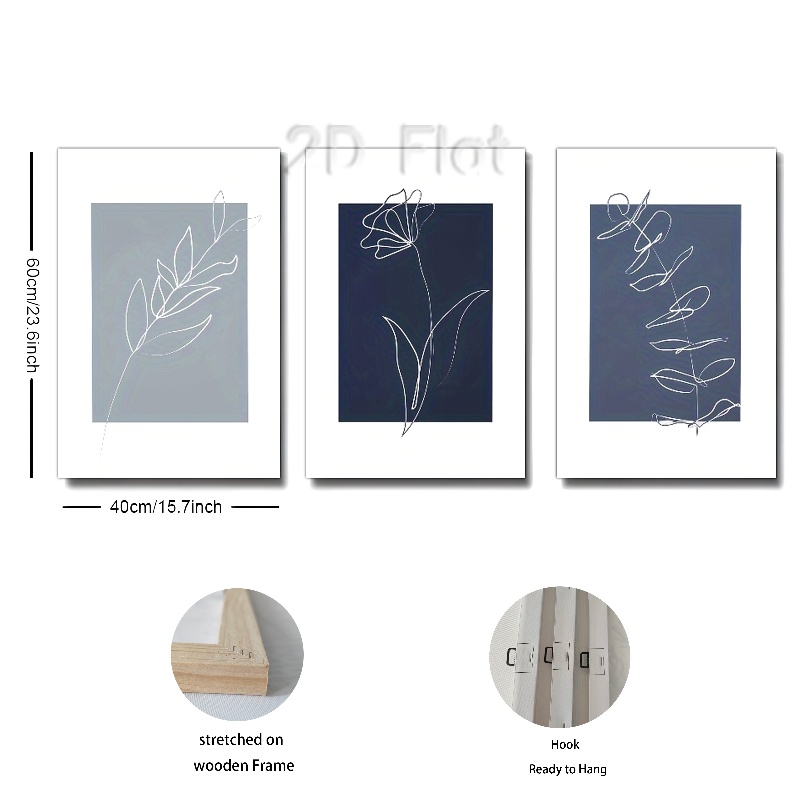 2D Flat
60cm/23.6inch
40cm/15.7inch
stretched on
wooden Frame
Hook
Ready to Hang